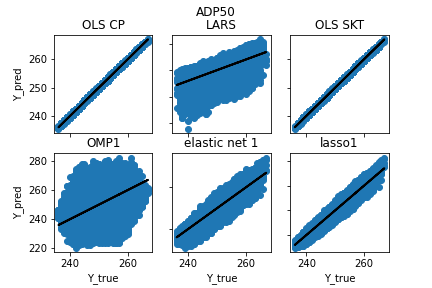 ADP50
OLS CP
LARS
OLS SKT
Y_pred
260
250
240
OMP1
elastic net 1
lasso1
Y_pred
280
260
240
220
240
260
240
260
240
260
Y_true
Y_true
Y_true